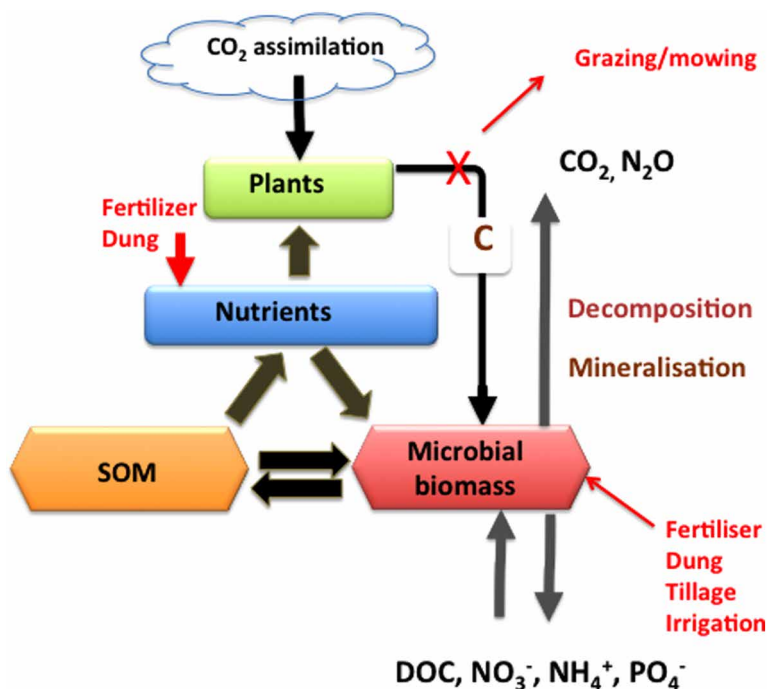 CO₂ assimilation
Grazing/mowing
Plants
X
CO₂, N₂O
Fertilizer
Dung
C
Nutrients
Decomposition
Mineralisation
SOM
Microbial
biomass
Fertiliser
Dung
Tillage
Irrigation
DOC, NO₃⁻, NH₄⁺, PO₄⁻